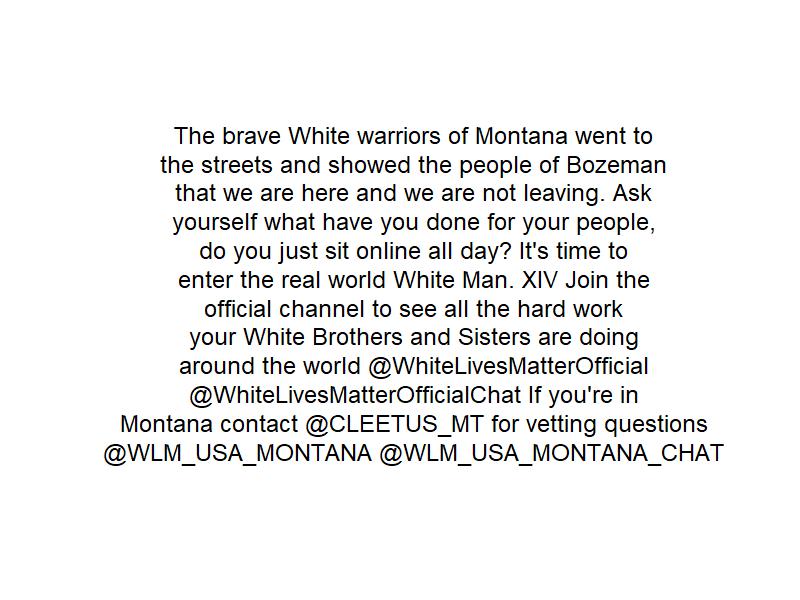 The brave White warriors of Montana went to
the streets and showed the people of Bozeman
that we are here and we are not leaving. Ask
yourself what have you done for your people,
do you just sit online all day? It's time to
enter the real world White Man. XIV Join the
official channel to see all the hard work
your White Brothers and Sisters are doing
around the world @WhiteLivesMatterOfficial
@WhiteLivesMatterOfficialChat If you're in
Montana contact @CLEETUS_MT for vetting questions
@WLM_USA_MONTANA @WLM_USA_MONTANA_CHAT